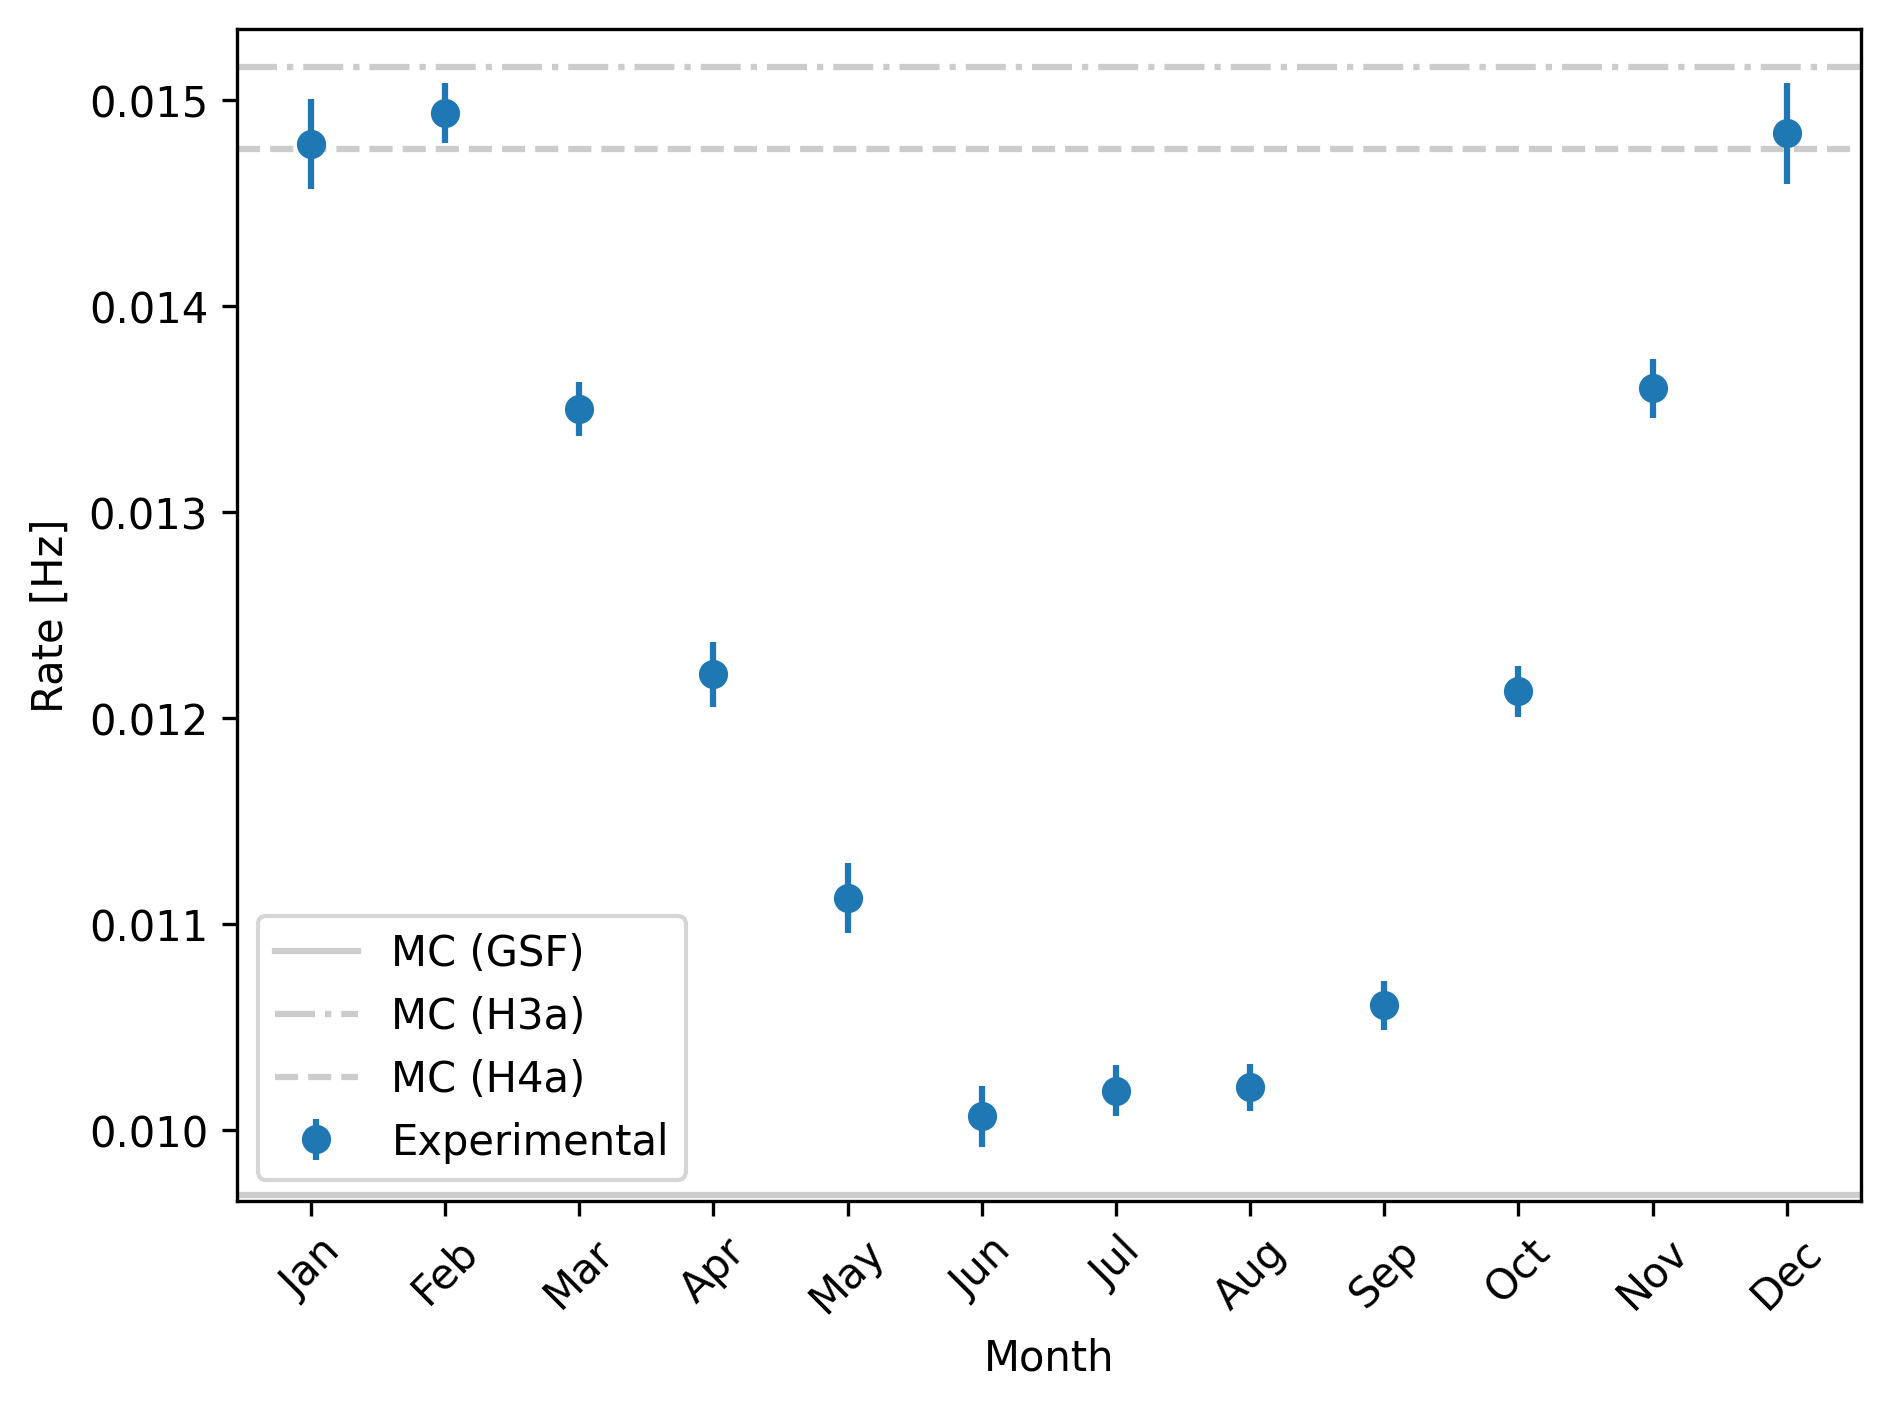 0.015
0.014
0.013
0.012
0.011
0.010
Rate [Hz]
MC (GSF)
MC (H3a)
MC (H4a)
Experimental
Jan Feb Mar Apr May Jun Jul Aug Sep Oct Nov Dec
Month